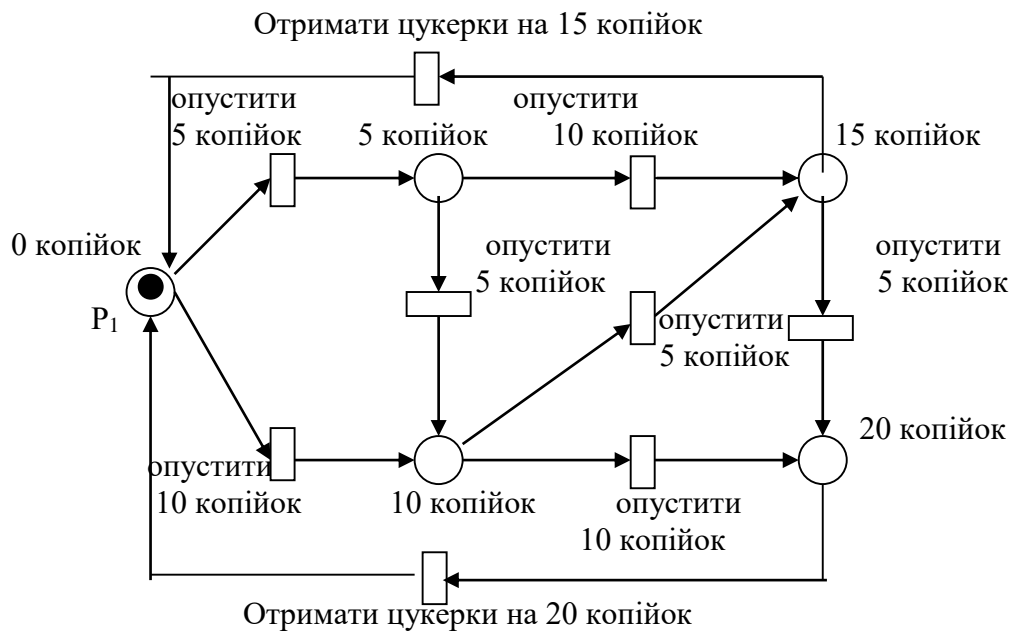 Отримати цукерки на 15 копійок
опустити
5 копійок
5 копійок
опустити
10 копійок
15 копійок
0 копійок
P₁
опустити
5 копійок
опустити
5 копійок
опустити
5 копійок
20 копійок
опустити
10 копійок
10 копійок
опустити
10 копійок
Отримати цукерки на 20 копійок